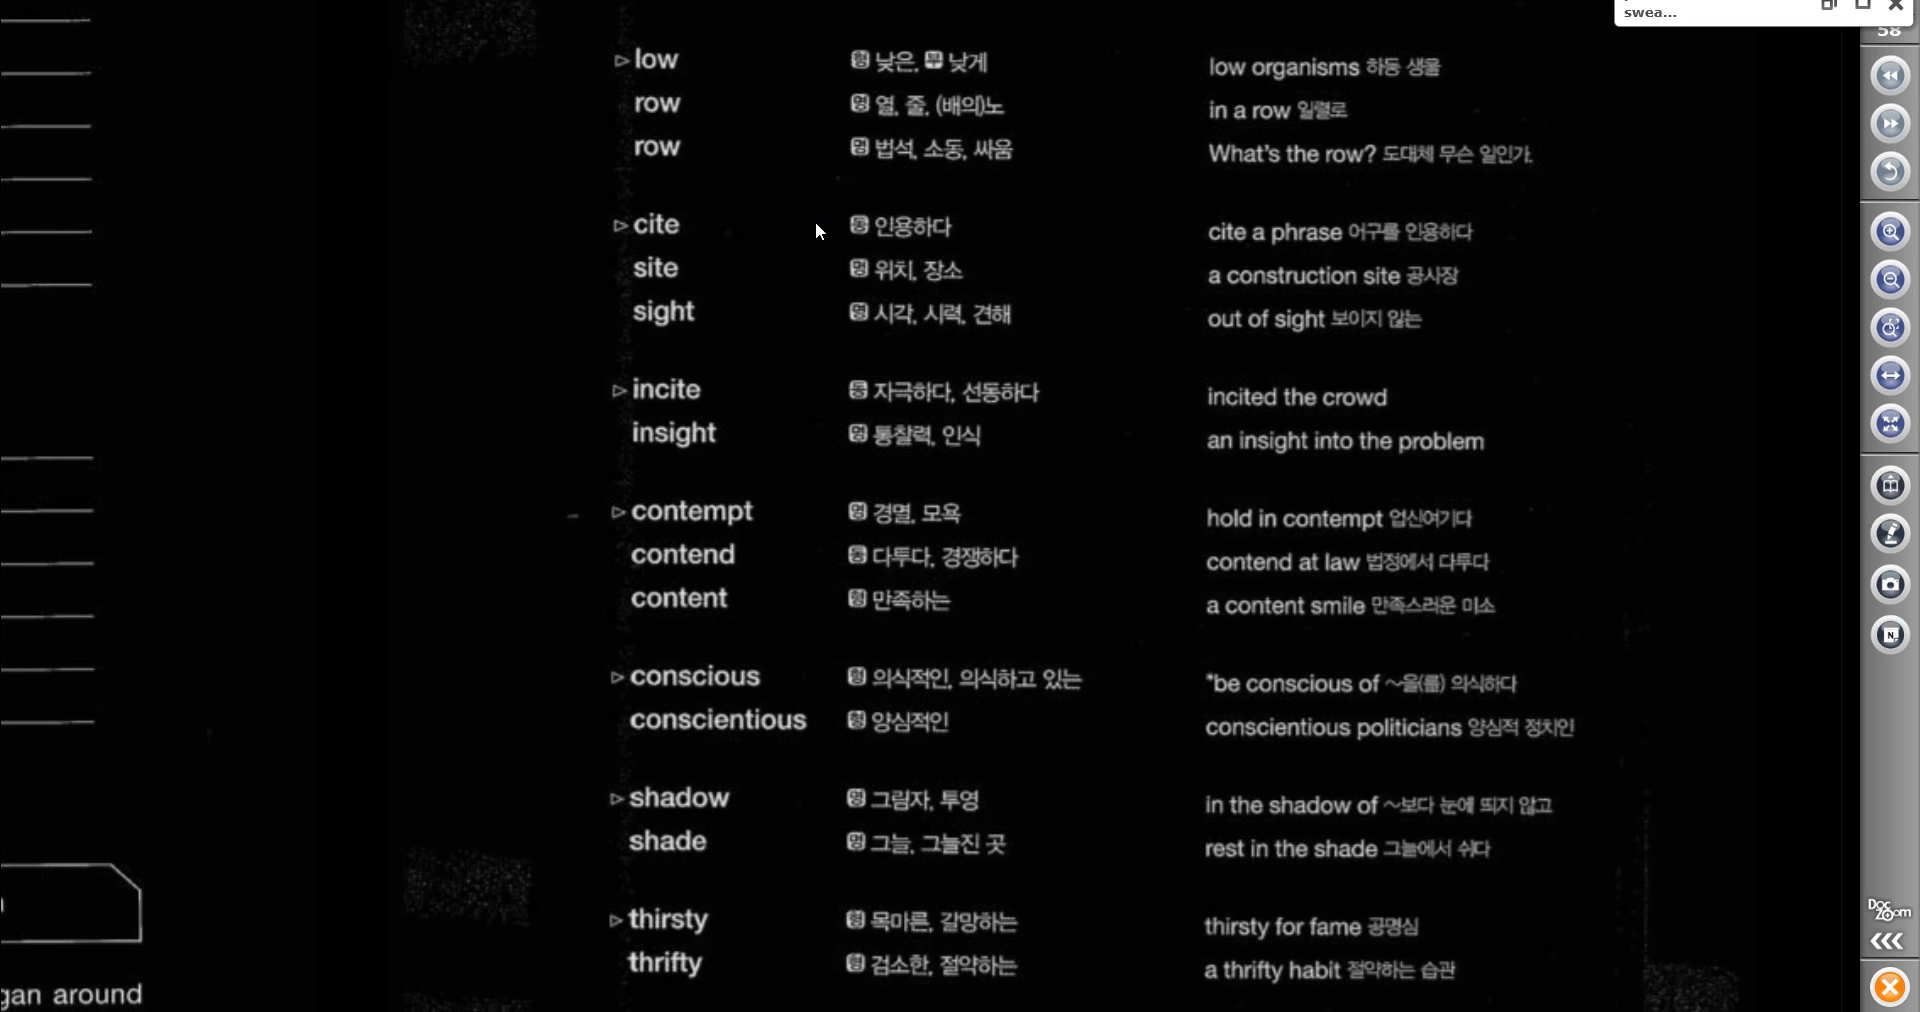 swea...
58
▷ low 형 낮은, 부 낮게 low organisms 하등 생물
row 명 열, 줄, (배의)노 in a row 일렬로
row 명 법석, 소동, 싸움 What's the row? 도대체 무슨 일인가.
▷ cite 동 인용하다 cite a phrase 어구를 인용하다
site 명 위치, 장소 a construction site 공사장
sight 명 시각, 시력, 견해 out of sight 보이지 않는
▷ incite 동 자극하다, 선동하다 incited the crowd
insight 명 통찰력, 인식 an insight into the problem
▷ contempt 명 경멸, 모욕 hold in contempt 업신여기다
contend 동 다투다, 경쟁하다 contend at law 법정에서 다투다
content 형 만족하는 a content smile 만족스러운 미소
▷ conscious 형 의식적인, 의식하고 있는 *be conscious of ~을(를) 의식하다
conscientious 형 양심적인 conscientious politicians 양심적 정치인
▷ shadow 명 그림자, 투영 in the shadow of ~보다 눈에 띄지 않고
shade 명 그늘, 그늘진 곳 rest in the shade 그늘에서 쉬다
▷ thirsty 형 목마른, 갈망하는 thirsty for fame 공명심
thrifty 형 검소한, 절약하는 a thrifty habit 절약하는 습관
gan around
Doc Zoom